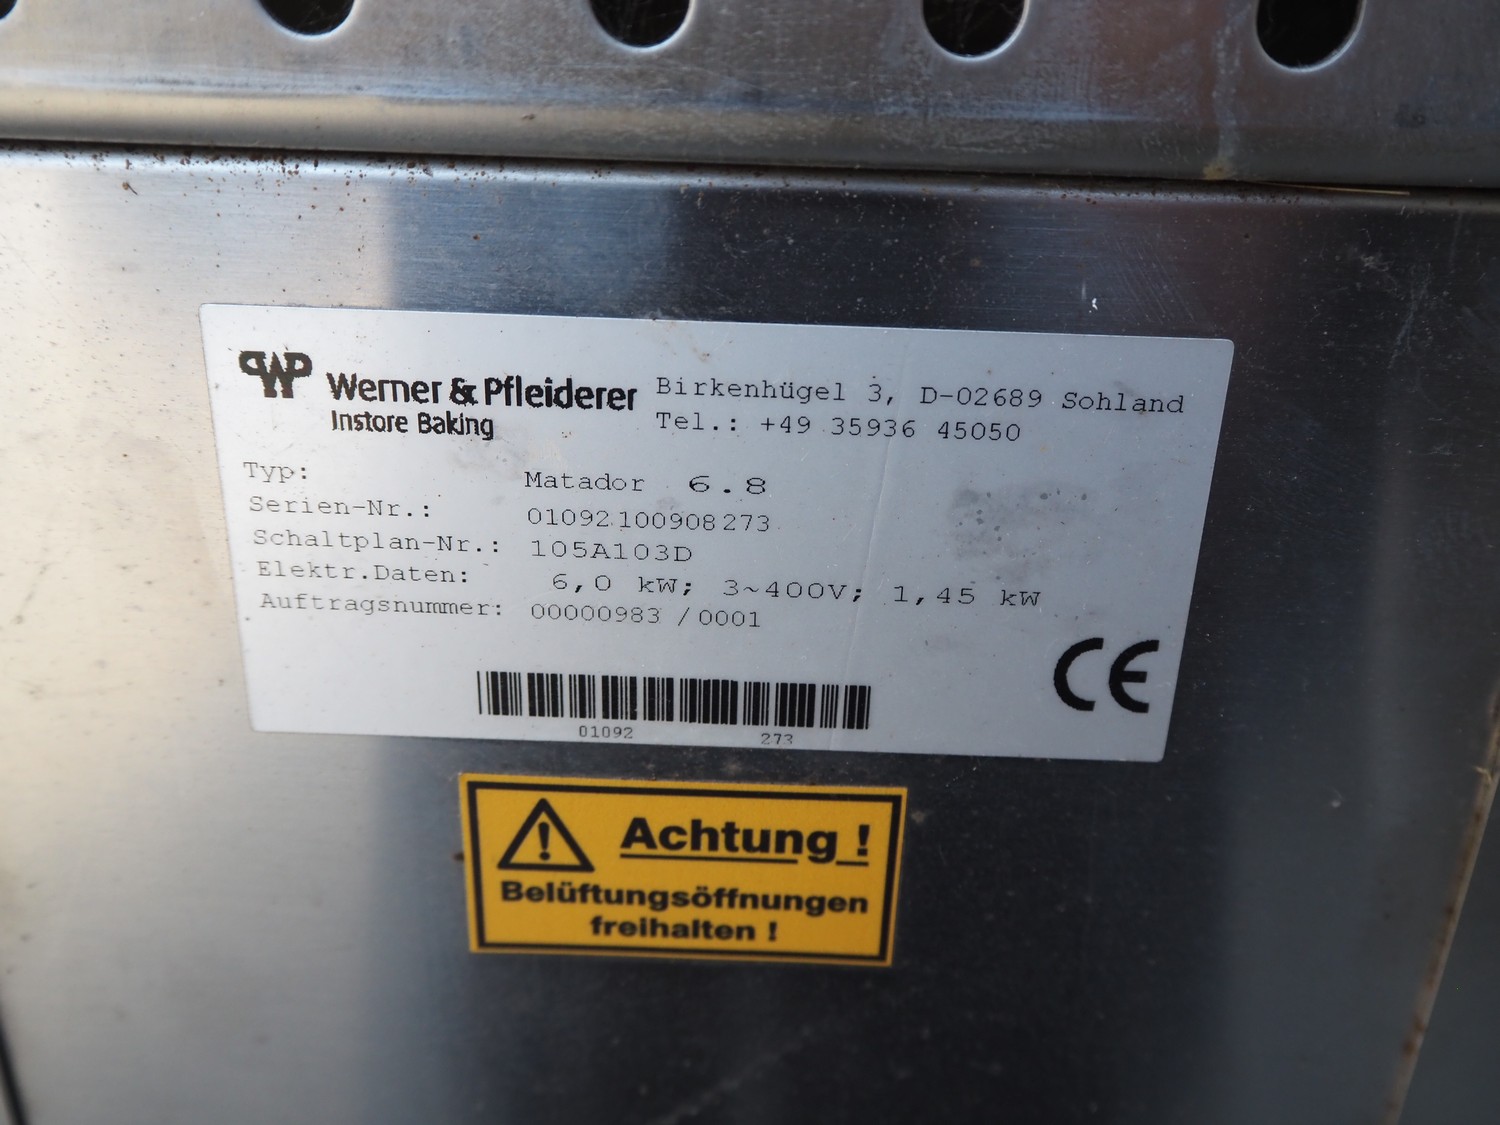 WP Werner & Pfleiderer
Instore Baking
Birkenhügel 3, D-02689 Sohland
Tel.: +49 35936 45050
Typ: Matador 6.8
Serien-Nr.: 01092100908273
Schaltplan-Nr.: 105A103D
Elektr.Daten: 6,0 kW; 3~400V; 1,45 kW
Auftragsnummer: 00000983 /0001
CE
01092 273
Achtung !
Belüftungsöffnungen
freihalten !